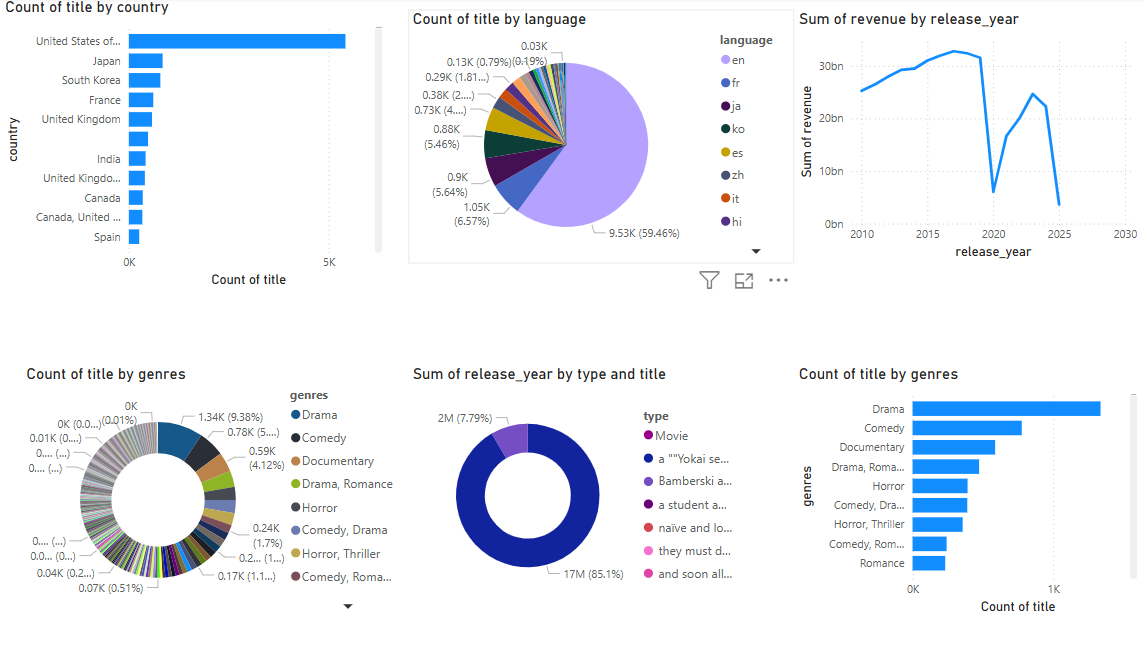 Count of title by country
United States of...
Japan
South Korea
France
United Kingdom
India
United Kingdo...
Canada
Canada, United ...
Spain
country
0K
5K
Count of title
Count of title by language
0.03K
(0.19%)
0.13K (0.79%)
0.29K (1.81...)
0.38K (2....)
0.73K (4....)
0.88K
(5.46%)
0.9K
(5.64%)
1.05K
(6.57%)
9.53K (59.46%)
language
en
fr
ja
ko
es
zh
it
hi
Sum of revenue by release_year
Sum of revenue
30bn
20bn
10bn
0bn
2010
2015
2020
2025
2030
release_year
Count of title by genres
0K
(0.01%)
0K (0.0...)
0.01K (0...)
0.... (...)
0.... (...)
0.... (...)
0.0... (0...)
0.04K (0.2...)
0.07K (0.51%)
0.17K (1.1...)
0.2... (1...)
0.24K
(1.7%)
0.59K
(4.12%)
0.78K (5....)
1.34K (9.38%)
genres
Drama
Comedy
Documentary
Drama, Romance
Horror
Comedy, Drama
Horror, Thriller
Comedy, Roma...
Sum of release_year by type and title
2M (7.79%)
17M (85.1%)
type
Movie
a ""Yokai se...
Bamberski a...
a student a...
naïve and lo...
they must d...
and soon all...
Count of title by genres
genres
Drama
Comedy
Documentary
Drama, Roma...
Horror
Comedy, Dra...
Horror, Thriller
Comedy, Rom...
Romance
0K
1K
Count of title